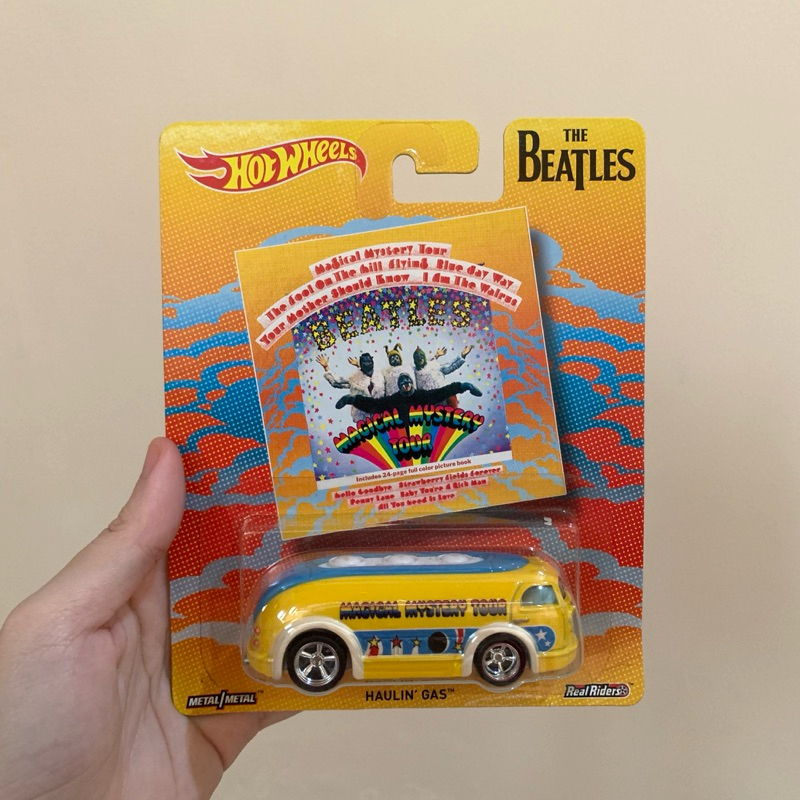 HOT WHEELS
THE
BEATLES
Magical Mystery Tour
The Fool On The Hill Flying Blue Jay Way
Your Mother Should Know I Am The Walrus
BEATLES
MAGICAL MYSTERY
TOUR
Includes 24-page full color picture book
Hello Goodbye Strawberry Fields Forever
Penny Lane Baby You're A Rich Man
All You Need Is Love
MAGICAL MYSTERY TOUR
METAL/METAL™
HAULIN' GAS™
Real Riders™